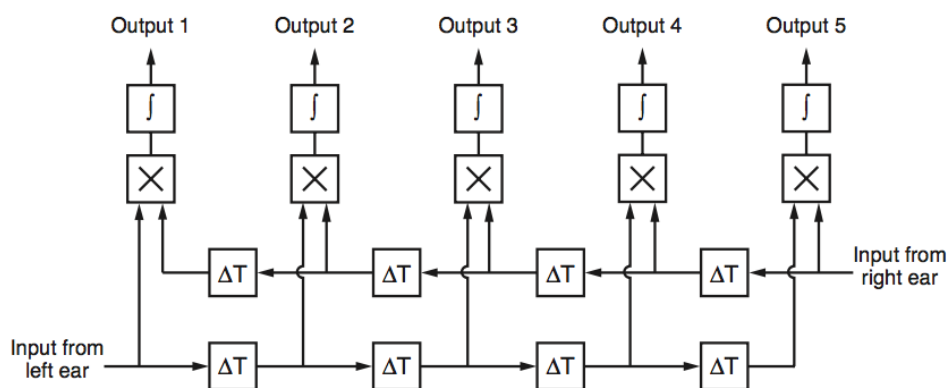 Output 1 Output 2 Output 3 Output 4 Output 5
∫ ∫ ∫ ∫ ∫
× × × × ×
ΔT ΔT ΔT ΔT Input from
right ear
Input from
left ear ΔT ΔT ΔT ΔT